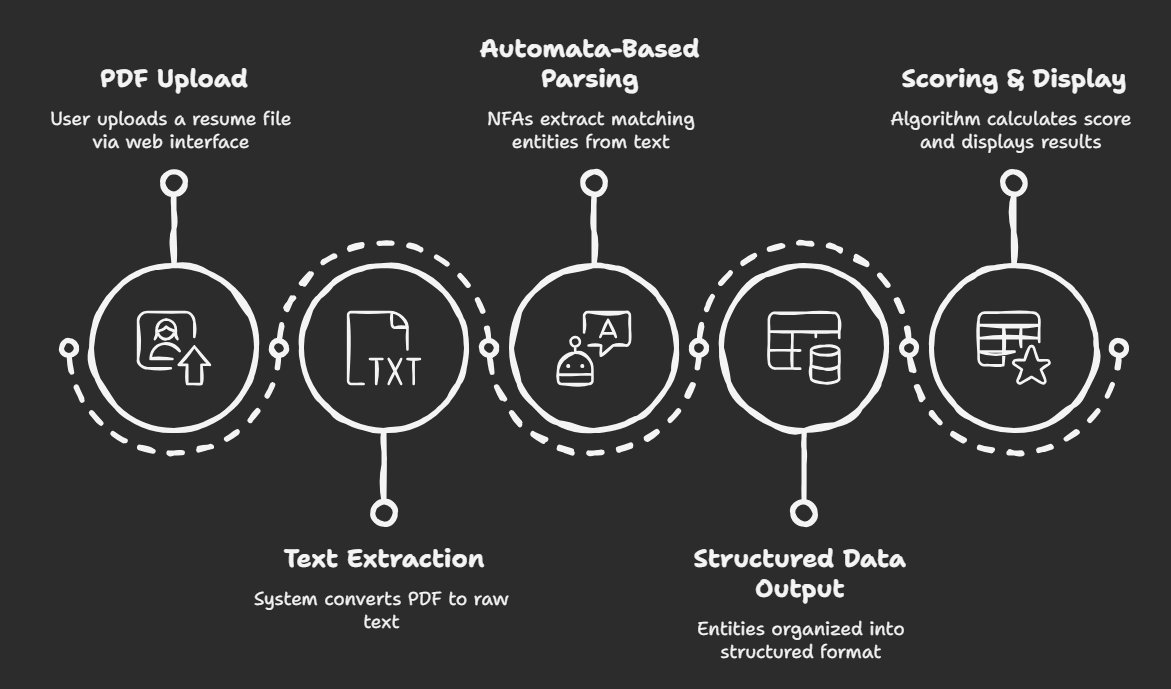 PDF Upload
User uploads a resume file
via web interface
TXT
Text Extraction
System converts PDF to raw
text
Automata-Based
Parsing
NFAs extract matching
entities from text
A
Structured Data
Output
Entities organized into
structured format
Scoring & Display
Algorithm calculates score
and displays results